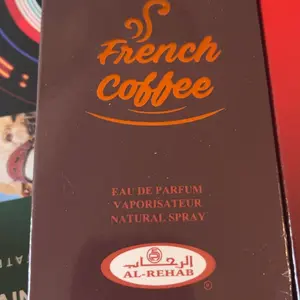 French
Coffee
EAU DE PARFUM
VAPORISATEUR
NATURAL SPRAY
الرحاب
AL-REHAB
®